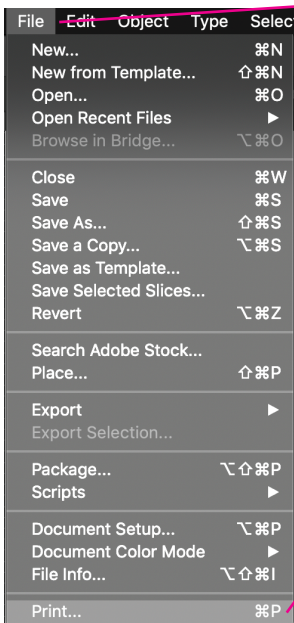 File Edit Object Type Selec
New... ⌘N
New from Template... ⇧⌘N
Open... ⌘O
Open Recent Files ▶
Browse in Bridge... ⌥⌘O
Close ⌘W
Save ⌘S
Save As... ⇧⌘S
Save a Copy... ⌥⌘S
Save as Template...
Save Selected Slices...
Revert ⌥⌘Z
Search Adobe Stock...
Place... ⇧⌘P
Export ▶
Export Selection...
Package... ⌥⇧⌘P
Scripts ▶
Document Setup... ⌥⌘P
Document Color Mode ▶
File Info... ⌥⇧⌘I
Print... ⌘P